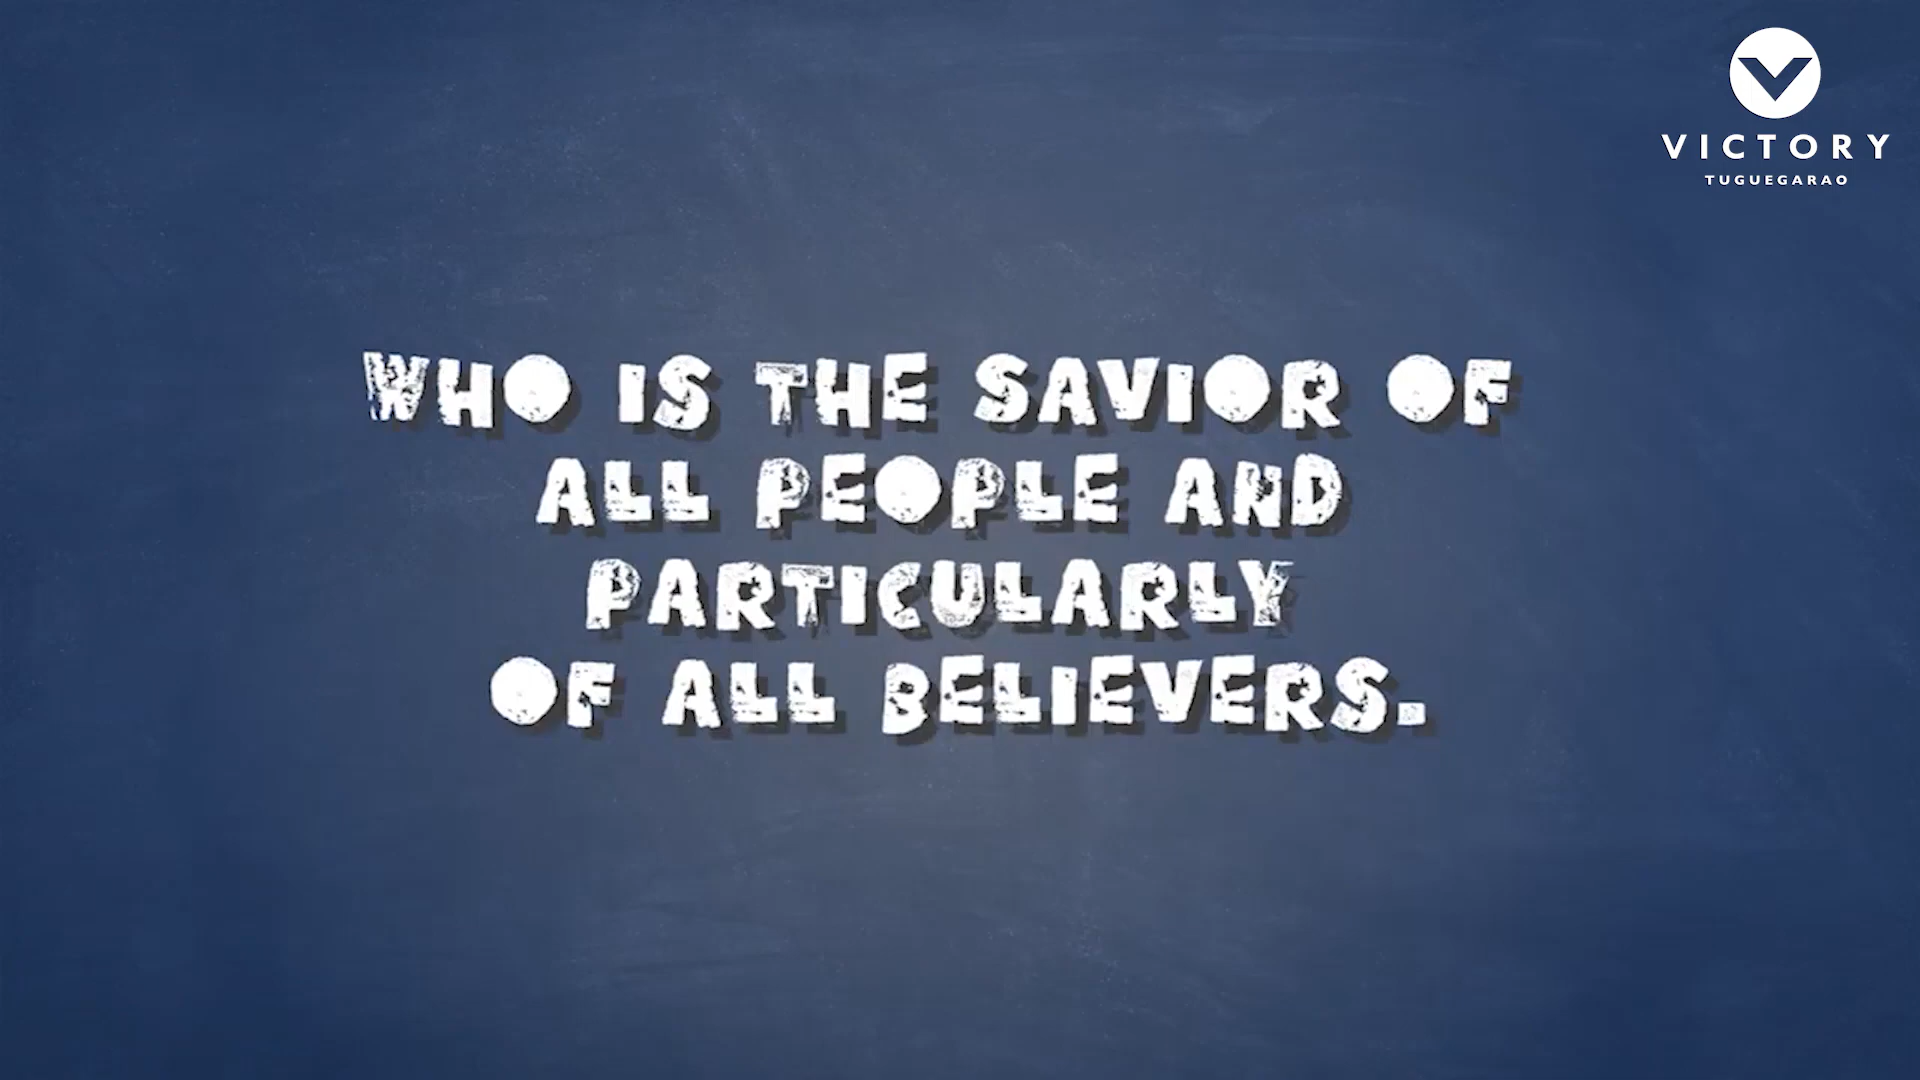 VICTORY
TUGUEGARAO
WHO IS THE SAVIOR OF
ALL PEOPLE AND
PARTICULARLY
OF ALL BELIEVERS.